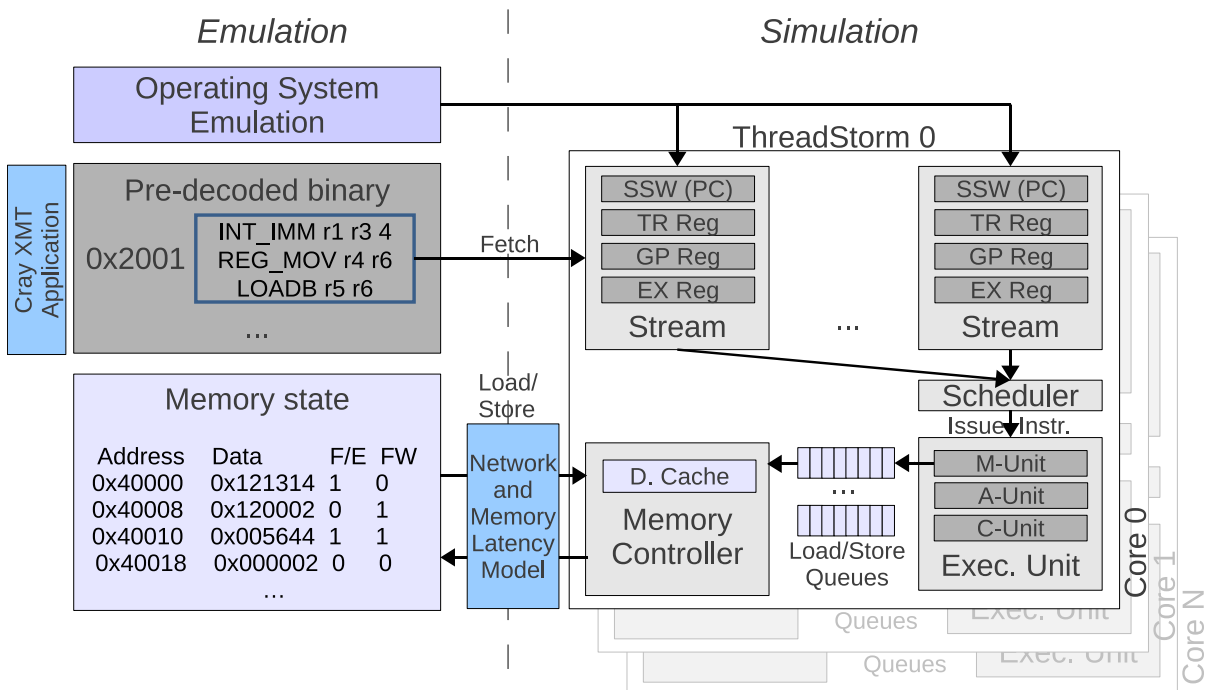 Emulation
Simulation
Operating System
Emulation
ThreadStorm 0
Cray XMT
Application
Pre-decoded binary
0x2001
INT_IMM r1 r3 4
REG_MOV r4 r6
LOADB r5 r6
...
Fetch
SSW (PC)
TR Reg
GP Reg
EX Reg
Stream
...
SSW (PC)
TR Reg
GP Reg
EX Reg
Stream
Scheduler
Issue Instr.
Memory state
Address Data F/E FW
0x40000 0x121314 1 0
0x40008 0x120002 0 1
0x40010 0x005644 1 1
0x40018 0x000002 0 0
...
Load/
Store
Network
and
Memory
Latency
Model
D. Cache
Memory
Controller
...
Load/Store
Queues
M-Unit
A-Unit
C-Unit
Exec. Unit
Core 0
Queues
Exec. Unit
Core 1
Queues
Exec. Unit
Core N